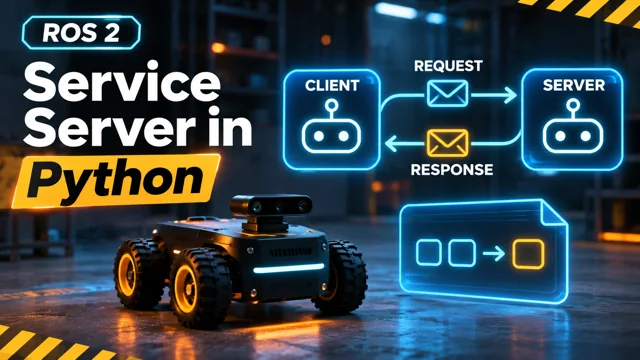 ROS 2
Service
Server in
Python
CLIENT
REQUEST
SERVER
RESPONSE